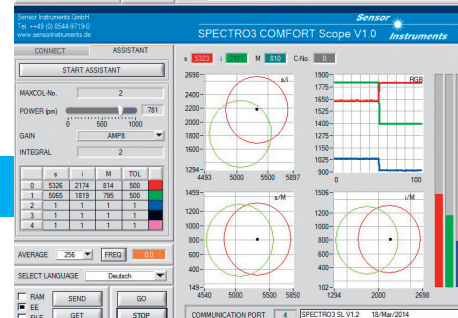 Sensor Instruments GmbH
Tel. ++49 (0) 8544-9719-0
www.sensorinstruments.de
Sensor
Instruments
SPECTRO3 COMFORT Scope V1.0
CONNECT ASSISTANT
START ASSISTANT
MAXCOL-No. 2
POWER (pm) 781
0 500 1000
GAIN AMP8
INTEGRAL 2
s i M TOL
0 5326 2174 814 500
1 5065 1819 795 500
2 1 1 1 1
3 1 1 1 1
4 1 1 1 1
AVERAGE 256 FREQ 0.0
SELECT LANGUAGE Deutsch
RAM SEND GO
EE
FILE GET STOP
s 5323 i 2182 M 810 C-No: 0
s/i
2658-
2400-
2200-
2000-
1800-
1600-
1294-
4493 5000 5500 5897
RGB
1900-
1775-
1650-
1525-
1400-
1275-
1150-
1025-
900-
0 100
s/M
1459-
1200-
1000-
800-
600-
400-
149-
4540 5000 5500 5850
i/M
1506-
1200-
1000-
800-
600-
400-
102-
1294 2000 2698
COMMUNICATION PORT 4 SPECTRO3 SL V1.2 18/Mar/2014